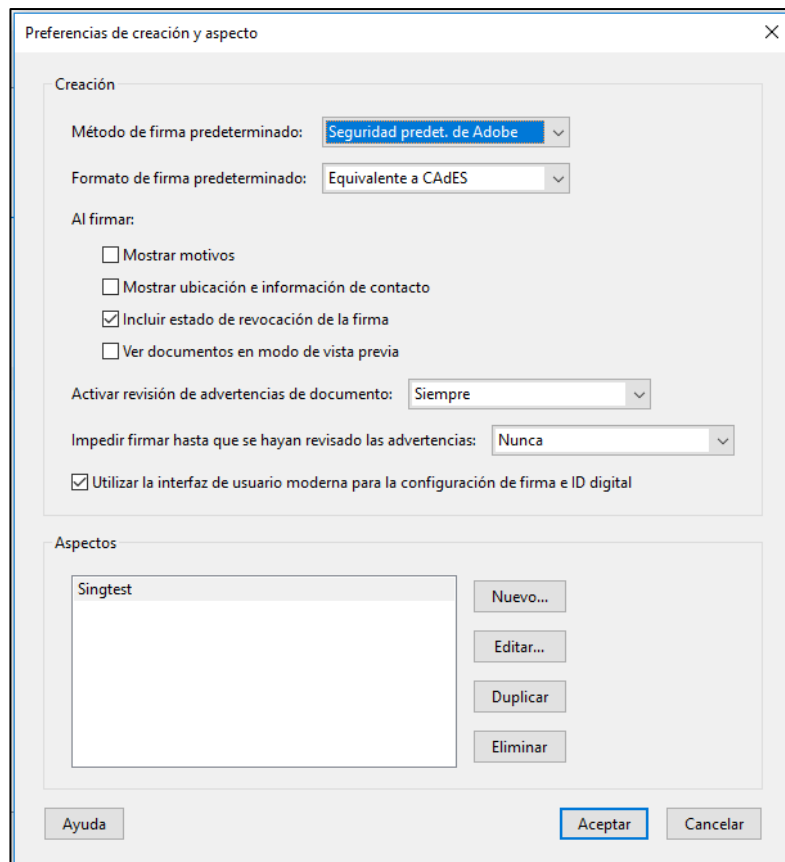 Preferencias de creación y aspecto
Creación
Método de firma predeterminado: Seguridad predet. de Adobe
Formato de firma predeterminado: Equivalente a CAdES
Al firmar:
Mostrar motivos
Mostrar ubicación e información de contacto
Incluir estado de revocación de la firma
Ver documentos en modo de vista previa
Activar revisión de advertencias de documento: Siempre
Impedir firmar hasta que se hayan revisado las advertencias: Nunca
Utilizar la interfaz de usuario moderna para la configuración de firma e ID digital
Aspectos
Singtest
Nuevo...
Editar...
Duplicar
Eliminar
Ayuda Aceptar Cancelar